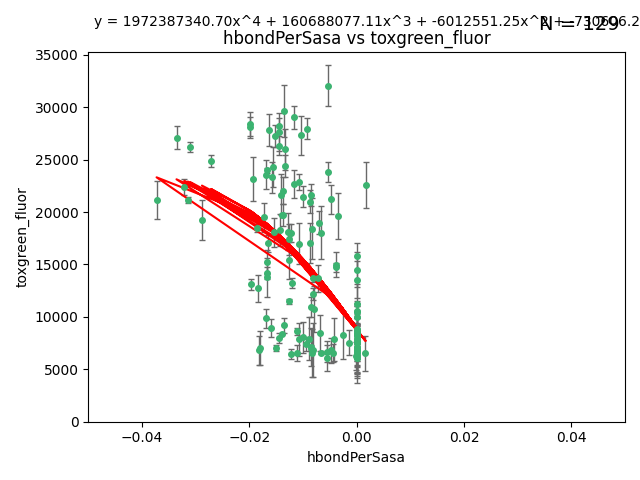 y = 1972387340.70x^4 + 160688077.11x^3 + -6012551.25x^2 +
N = 129
hbondPerSasa vs toxgreen_fluor
35000
30000
25000
20000
15000
10000
5000
0
toxgreen_fluor
−0.04
−0.02
0.00
0.02
0.04
hbondPerSasa